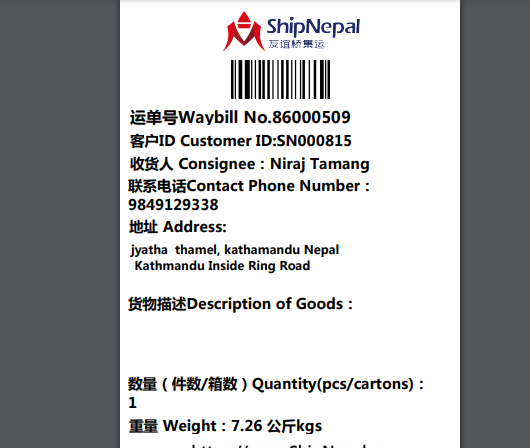 ShipNepal
友谊桥集运
运单号Waybill No.86000509
客户ID Customer ID:SN000815
收货人 Consignee：Niraj Tamang
联系电话Contact Phone Number：
9849129338
地址 Address:
jyatha thamel, kathamandu Nepal
Kathmandu Inside Ring Road
货物描述Description of Goods：
数量（件数/箱数）Quantity(pcs/cartons)：
1
重量 Weight：7.26 公斤kgs